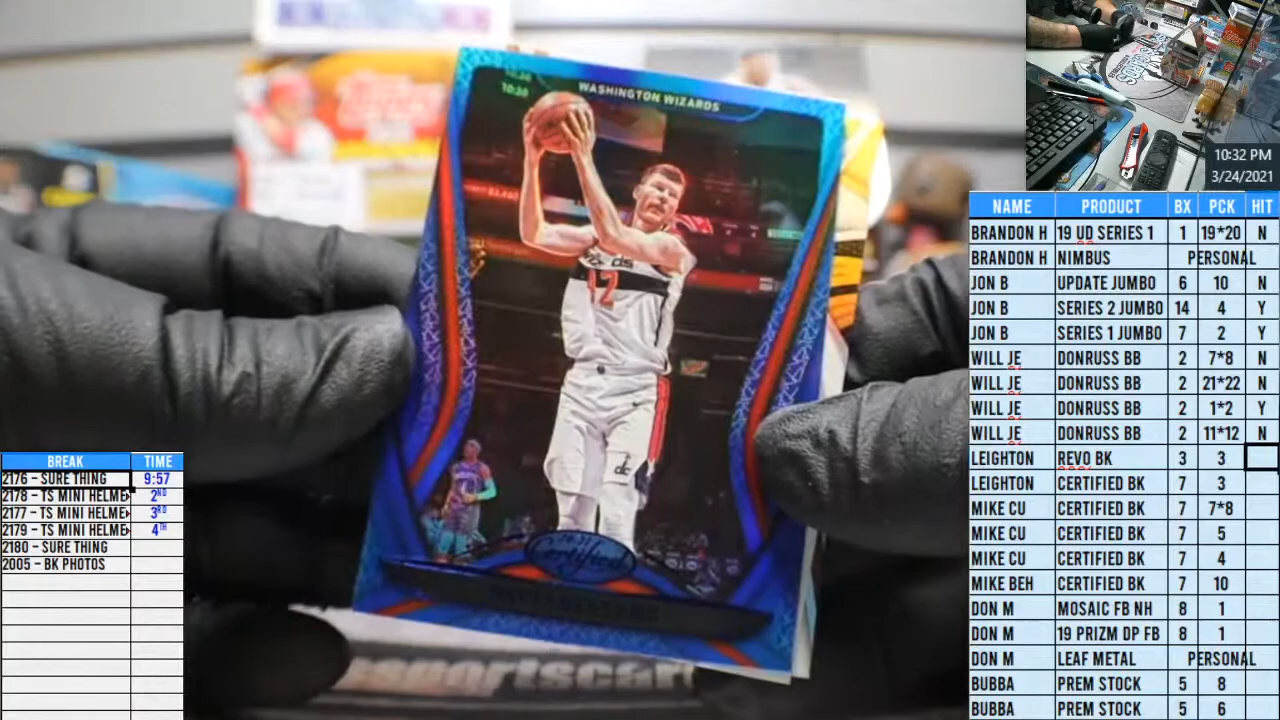 WASHINGTON WIZARDS
Certified
10:32 PM
3/24/2021
NAME PRODUCT BX PCK HIT
BRANDON H 19 UD SERIES 1 1 19*20 N
BRANDON H NIMBUS PERSONAL
JON B UPDATE JUMBO 6 10 N
JON B SERIES 2 JUMBO 14 4 Y
JON B SERIES 1 JUMBO 7 2 Y
WILL JE DONRUSS BB 2 7*8 N
WILL JE DONRUSS BB 2 21*22 N
WILL JE DONRUSS BB 2 1*2 Y
WILL JE DONRUSS BB 2 11*12 N
LEIGHTON REVO BK 3 3
LEIGHTON CERTIFIED BK 7 3
MIKE CU CERTIFIED BK 7 7*8
MIKE CU CERTIFIED BK 7 5
MIKE CU CERTIFIED BK 7 4
MIKE BEH CERTIFIED BK 7 10
DON M MOSAIC FB NH 8 1
DON M 19 PRIZM DP FB 8 1
DON M LEAF METAL PERSONAL
BUBBA PREM STOCK 5 8
BUBBA PREM STOCK 5 6
BREAK TIME
2176 – SURE THING 9:57
2178 – TS MINI HELME 2ND
2177 – TS MINI HELME 3RD
2179 – TS MINI HELME 4TH
2180 – SURE THING
2005 – BK PHOTOS